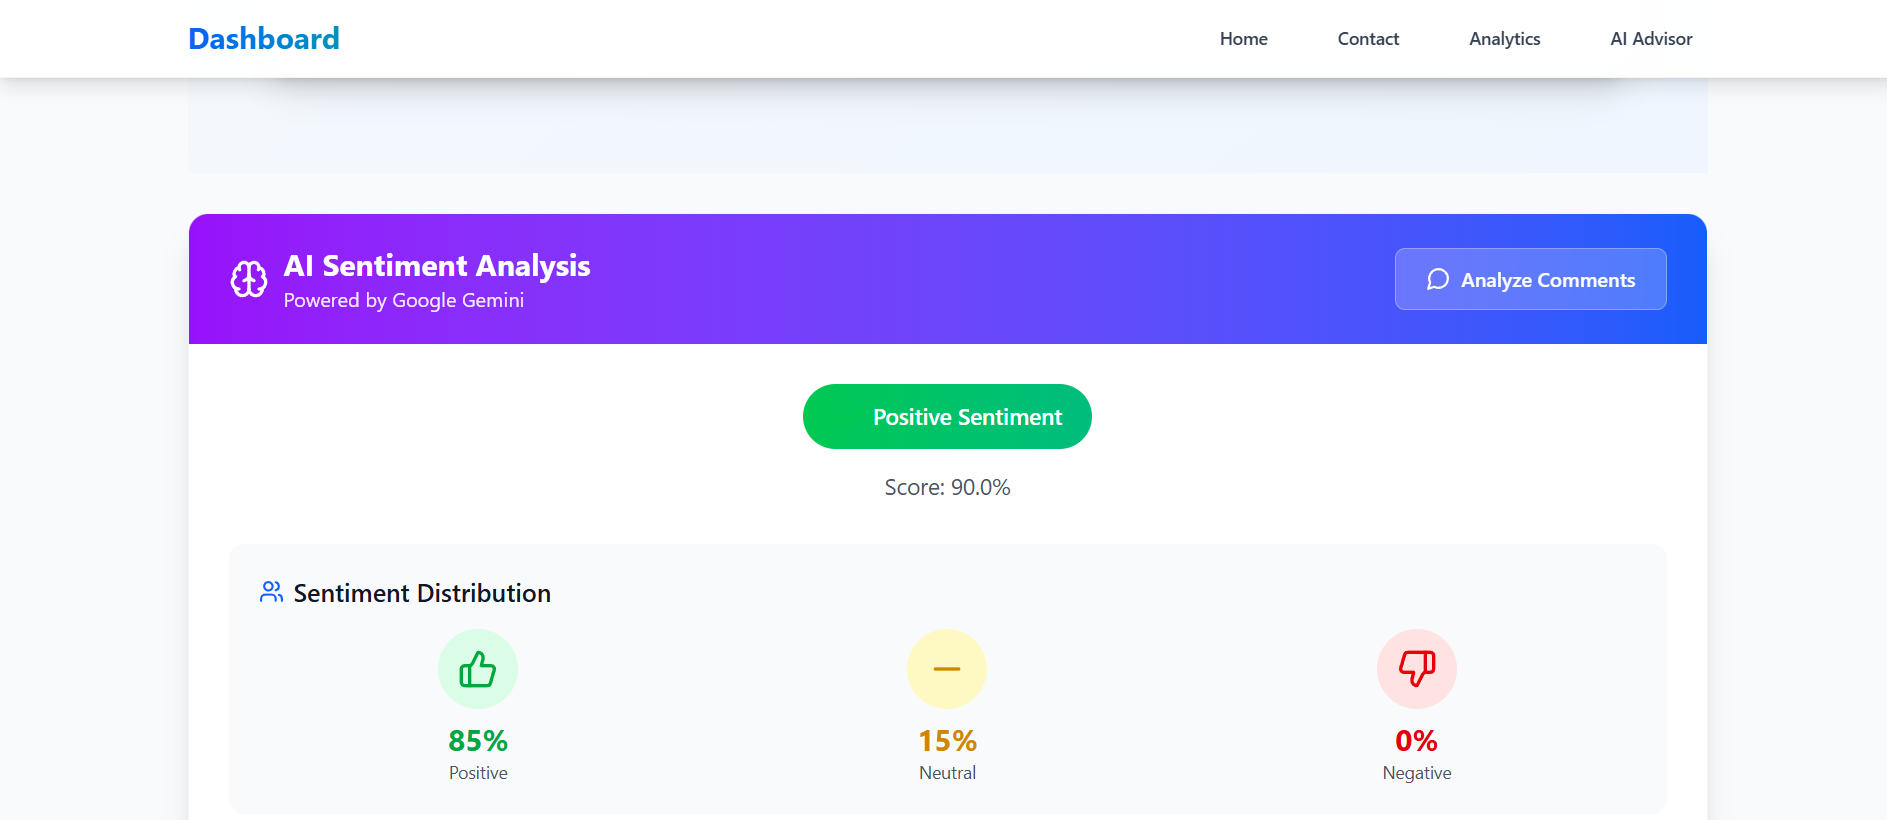 Dashboard
Home
Contact
Analytics
AI Advisor
AI Sentiment Analysis
Powered by Google Gemini
Analyze Comments
Positive Sentiment
Score: 90.0%
Sentiment Distribution
85%
Positive
15%
Neutral
0%
Negative